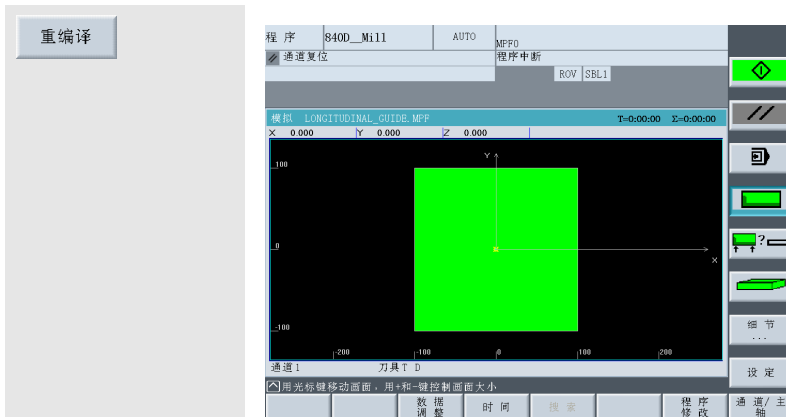 重编译
程 序 840D__Mill AUTO MPF0
通道复位 程序中断
ROV SBL1
模拟 LONGITUDINAL_GUIDE.MPF T=0:00:00 Σ=0:00:00
X 0.000 Y 0.000 Z 0.000
Y
100
0
X
-100
-200 -100 0 100 200
通道1 刀具T D
用光标键移动画面，用+和-键控制画面大小
数 据 调 整 时 间 搜 索 程 序 修 改 通 道/ 主 轴
?
细 节
...
设 定